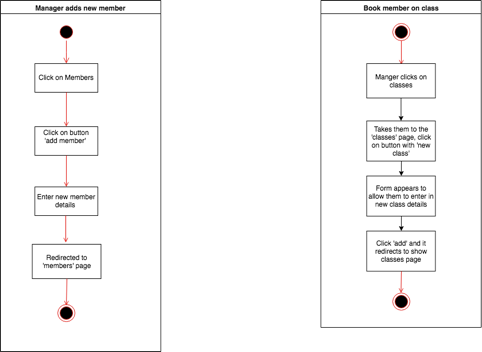 Manager adds new member
Click on Members
Click on button
'add member'
Enter new member
details
Redirected to
'members' page
Book member on class
Manger clicks on
classes
Takes them to the
'classes' page, click
on button with 'new
class'
Form appears to
allow them to enter in
new class details
Click 'add' and it
redirects to show
classes page